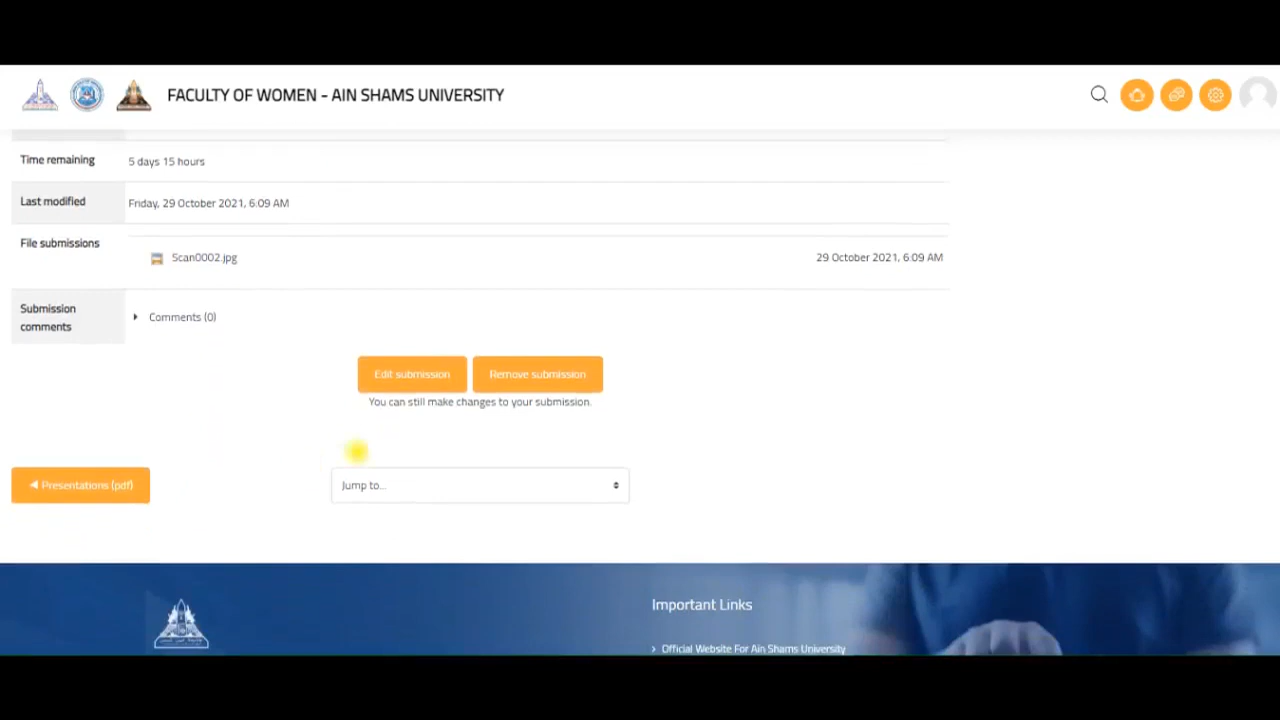 FACULTY OF WOMEN - AIN SHAMS UNIVERSITY
Time remaining
5 days 15 hours
Last modified
Friday, 29 October 2021, 6:09 AM
File submissions
Scan0002.jpg
29 October 2021, 6:09 AM
Submission
comments
Comments (0)
Edit submission
Remove submission
You can still make changes to your submission.
◀ Presentations (pdf)
Jump to...
Important Links
Official Website For Ain Shams University